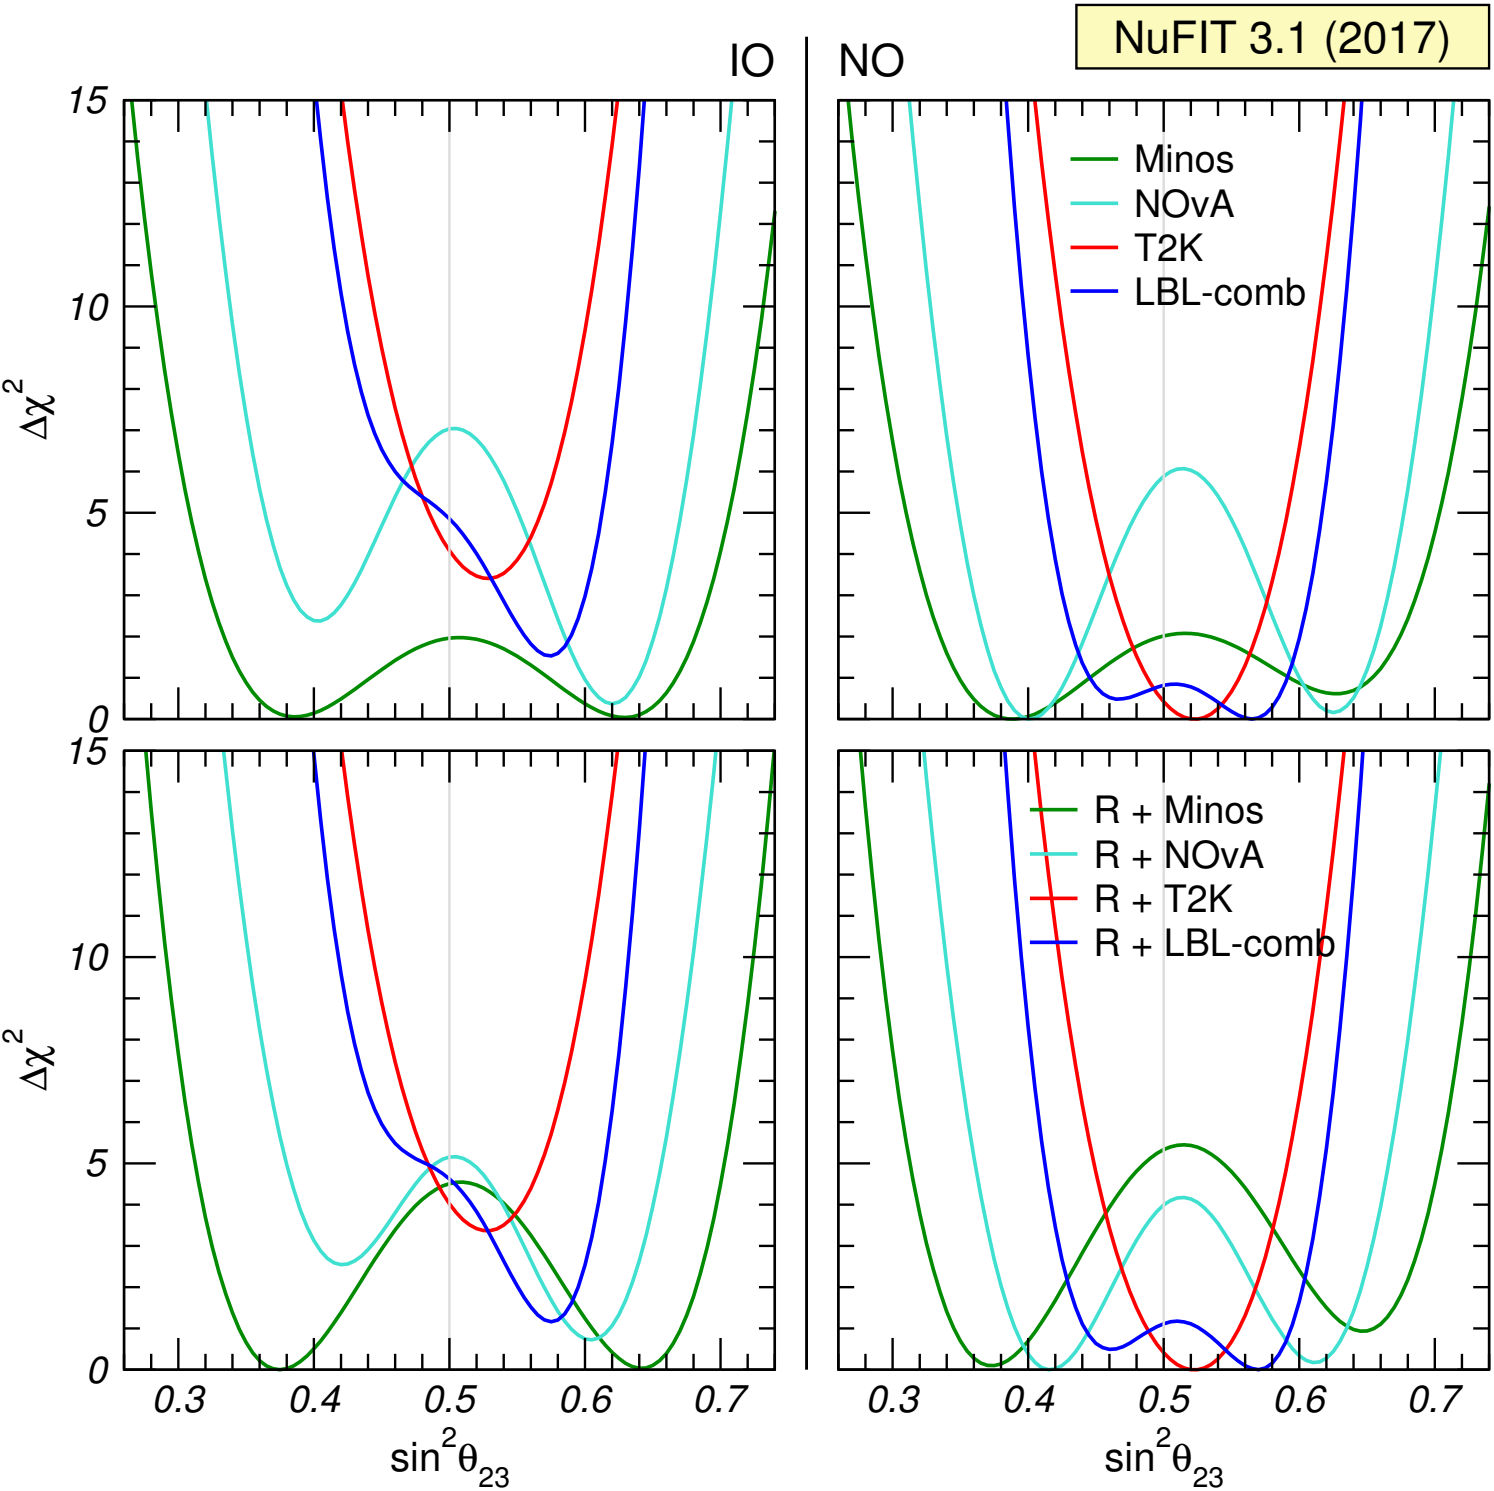 NuFIT 3.1 (2017)
IO NO
15
10
5
0
Δχ²
Minos
NOvA
T2K
LBL-comb
15
10
5
0
Δχ²
R + Minos
R + NOvA
R + T2K
R + LBL-comb
0.3 0.4 0.5 0.6 0.7
0.3 0.4 0.5 0.6 0.7
sin²θ₂₃
sin²θ₂₃